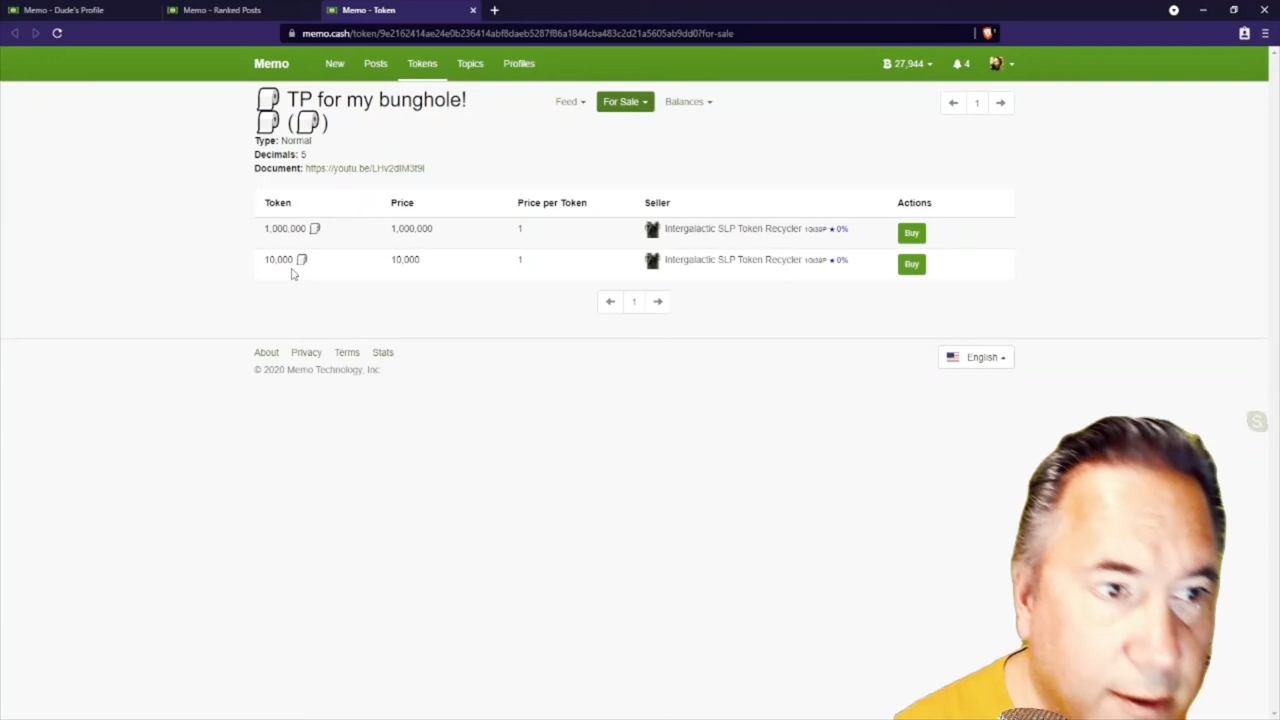 Memo - Dude's Profile
Memo - Ranked Posts
Memo - Token
memo.cash/token/9e2162414ae24e0b236414abf8daeb5287f86a1844cba483c2d21a5605ab9dd0?for-sale
Memo New Posts Tokens Topics Profiles 27,944 4
TP for my bunghole!
()
Feed For Sale Balances 1
Type: Normal
Decimals: 5
Document: https://youtu.be/LHv2dIM3t9I
Token Price Price per Token Seller Actions
1,000,000 1,000,000 1 Intergalactic SLP Token Recycler 0% Buy
10,000 10,000 1 Intergalactic SLP Token Recycler 0% Buy
1
About Privacy Terms Stats
English
© 2020 Memo Technology, Inc.